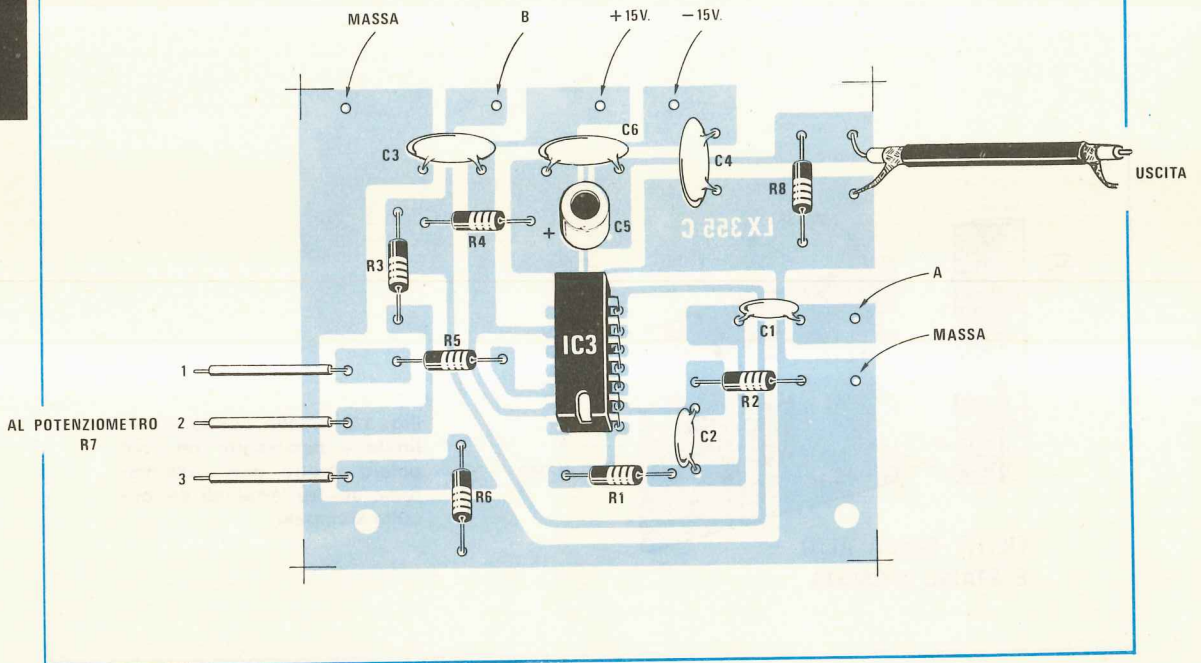 MASSA
B
+15V.
-15V.
C3
C6
C4
R8
USCITA
R4
C5
+
LX 355 C
R3
A
C1
MASSA
R5
IC3
R2
1
AL POTENZIOMETRO
R7
2
C2
3
R6
R1